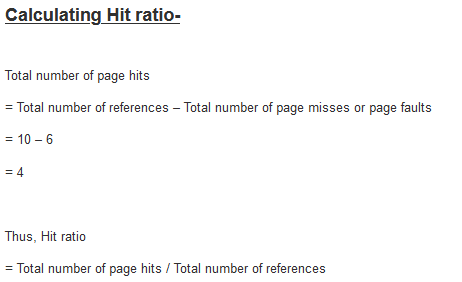 Calculating Hit ratio-
Total number of page hits
= Total number of references – Total number of page misses or page faults
= 10 – 6
= 4
Thus, Hit ratio
= Total number of page hits / Total number of references